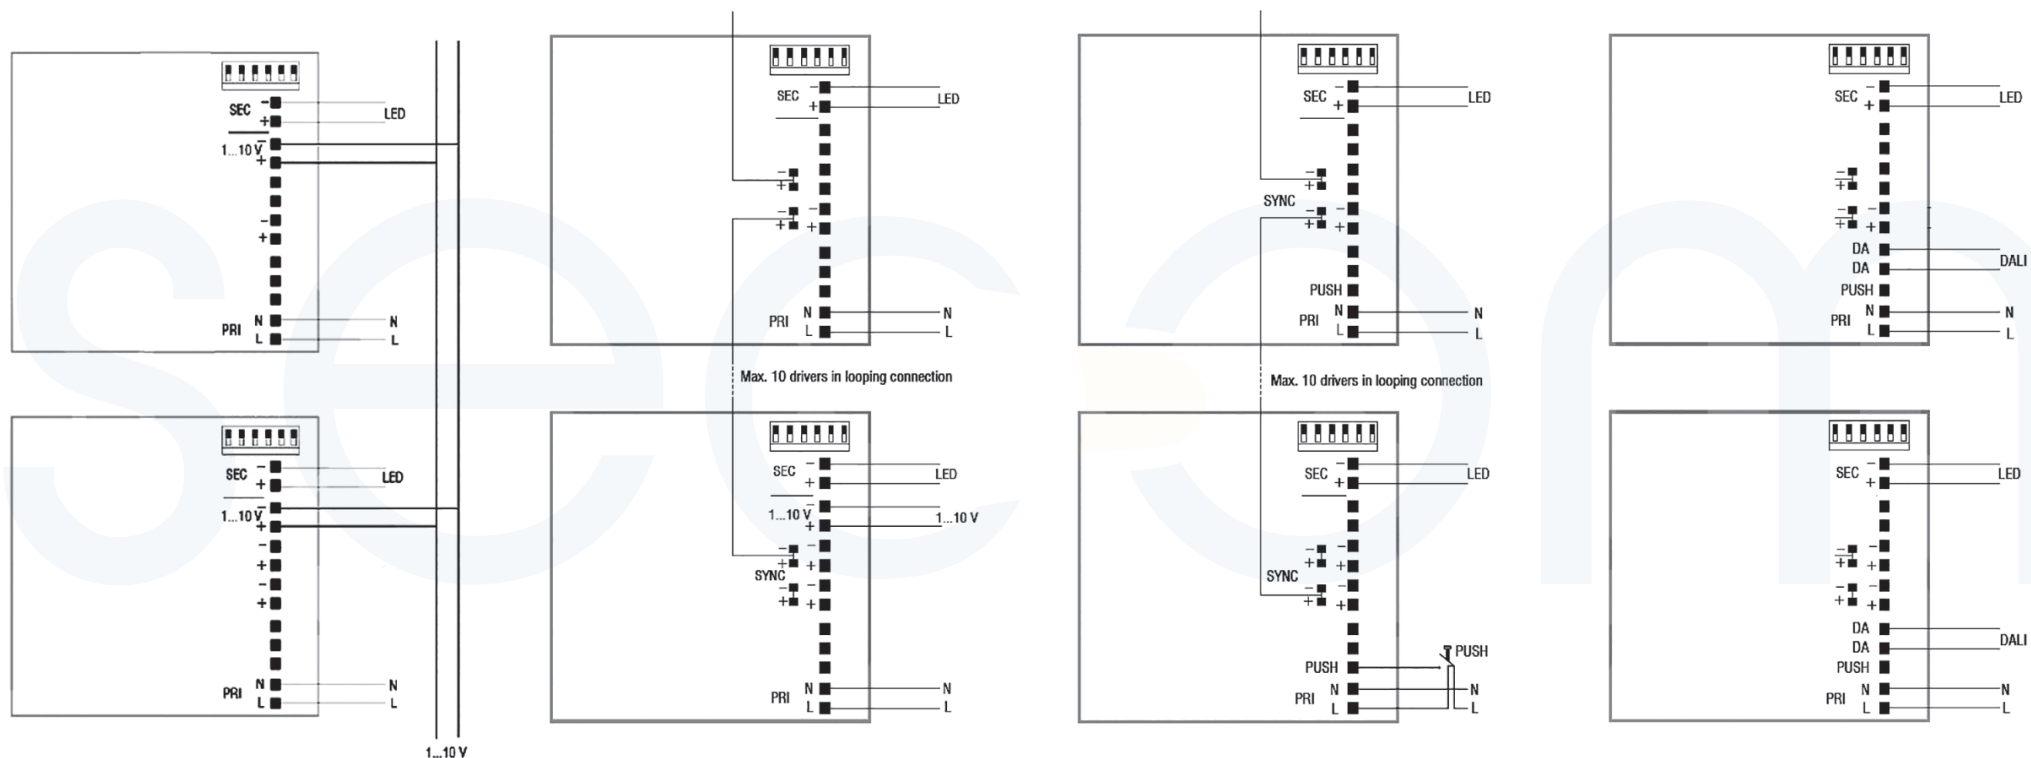 SEC
-
+
LED
1...10 V
-
+
-
+
PRI
N
N
L
L
SEC
-
+
LED
1...10 V
-
+
-
+
-
+
PRI
N
N
L
L
1...10 V
SEC
-
+
LED
-
+
-
+
-
+
PRI
N
N
L
L
Max. 10 drivers in looping connection
SEC
-
+
LED
1...10 V
-
+
1...10 V
-
+
-
+
SYNC
-
+
-
+
PRI
N
N
L
L
SEC
-
+
LED
-
+
SYNC
-
+
-
+
PUSH
PRI
N
N
L
L
Max. 10 drivers in looping connection
SEC
-
+
LED
-
+
-
+
SYNC
-
+
-
+
PUSH
PUSH
PRI
N
N
L
L
SEC
-
+
LED
-
+
-
+
-
+
DA
DA
DALI
PUSH
PRI
N
N
L
L
SEC
-
+
LED
-
+
-
+
-
+
-
+
DA
DA
DALI
PUSH
PRI
N
N
L
L
sec om